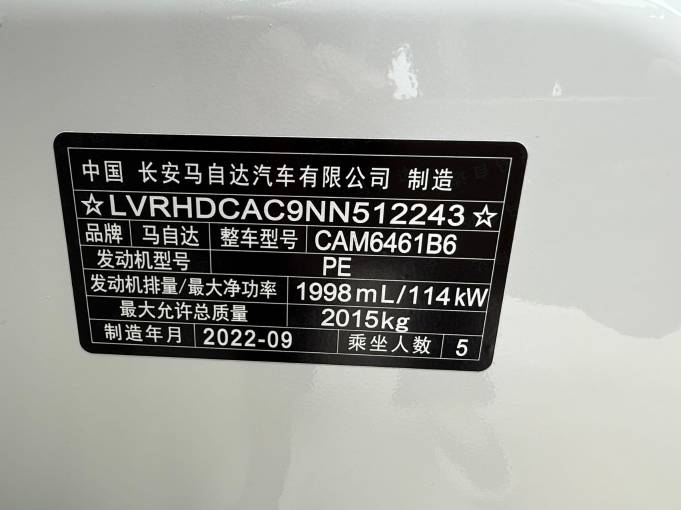 中国 长安马自达汽车有限公司 制造
☆LVRHDCAC9NN512243☆
品牌 马自达 整车型号 CAM6461B6
发动机型号 PE
发动机排量/最大净功率 1998mL/114kW
最大允许总质量 2015kg
制造年月 2022-09 乘坐人数 5